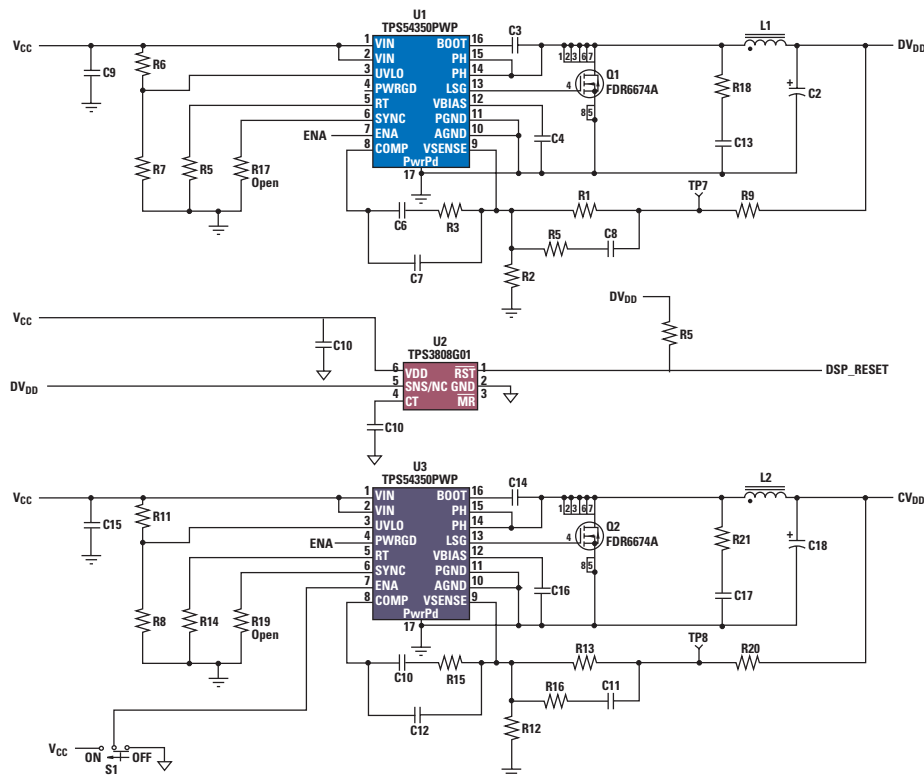 U1
TPS54350PWP
VCC
C9
R6
R7
R5
R17
Open
ENA
1 VIN BOOT 16
2 VIN PH 15
3 UVLO PH 14
4 PWRGD LSG 13
5 RT VBIAS 12
6 SYNC PGND 11
7 ENA AGND 10
8 COMP VSENSE 9
PwrPd
17
C3
1 2 3 6 7
Q1
4
FDR6674A
8 5
C4
L1
DVDD
R18
C2
C13
C6
R3
C7
R1
R5
C8
R2
TP7
R9
VCC
C10
U2
TPS3808G01
6 VDD RST 1
5 SNS/NC GND 2
4 CT MR 3
DVDD
C10
DVDD
R5
DSP_RESET
U3
TPS54350PWP
VCC
C15
R11
R8
R14
R19
Open
ENA
1 VIN BOOT 16
2 VIN PH 15
3 UVLO PH 14
4 PWRGD LSG 13
5 RT VBIAS 12
6 SYNC PGND 11
7 ENA AGND 10
8 COMP VSENSE 9
PwrPd
17
C14
1 2 3 6 7
Q2
4
FDR6674A
8 5
C16
L2
CVDD
R21
C18
C17
C10
R15
C12
R13
R16
C11
R12
TP8
R20
VCC
ON
OFF
S1